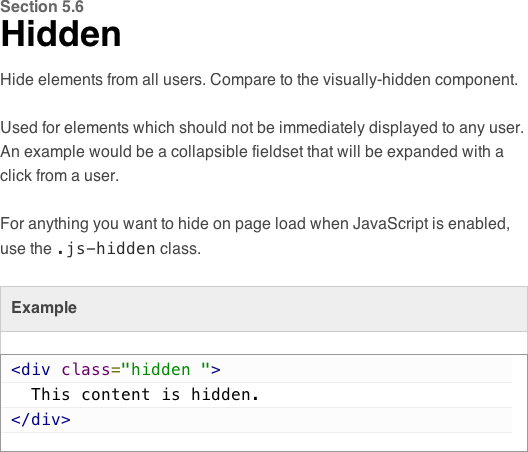 Section 5.6
Hidden
Hide elements from all users. Compare to the visually-hidden component.
Used for elements which should not be immediately displayed to any user.
An example would be a collapsible fieldset that will be expanded with a
click from a user.
For anything you want to hide on page load when JavaScript is enabled,
use the .js-hidden class.
Example
<div class="hidden ">
  This content is hidden.
</div>